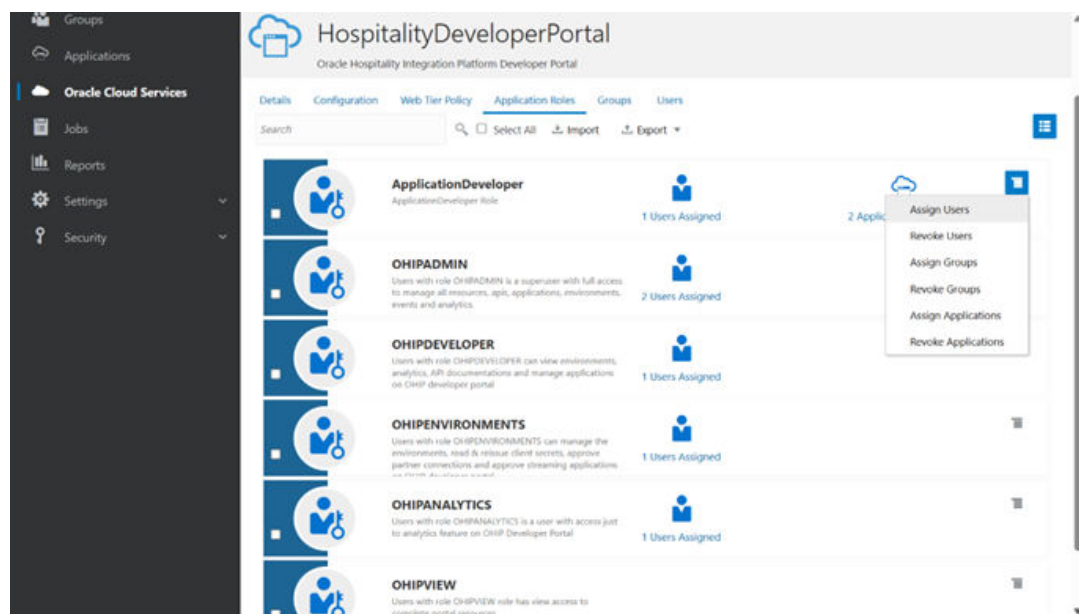 Groups
Applications
Oracle Cloud Services
Jobs
Reports
Settings
Security
HospitalityDeveloperPortal
Oracle Hospitality Integration Platform Developer Portal
Details Configuration Web Tier Policy Application Roles Groups Users
Search Select All Import Export
ApplicationDeveloper
ApplicationDeveloper Role
1 Users Assigned
2 Applic
Assign Users
Revoke Users
Assign Groups
Revoke Groups
Assign Applications
Revoke Applications
OHIPADMIN
Users with role OHIPADMIN is a superuser with full access
to manage all resources, apis, applications, environments,
events and analytics.
2 Users Assigned
OHIPDEVELOPER
Users with role OHIPDEVELOPER can view environments,
analytics, API documentations and manage applications
on OHIP developer portal
1 Users Assigned
OHIPENVIRONMENTS
Users with role OHIPENVIRONMENTS can manage the
environments, read & reissue client secrets, approve
partner connections and approve streaming applications
on OHIP developer portal
1 Users Assigned
OHIPANALYTICS
Users with role OHIPANALYTICS is a user with access just
to analytics feature on OHIP Developer Portal
1 Users Assigned
OHIPVIEW
Users with role OHIPVIEW role has view access to
complete portal resources